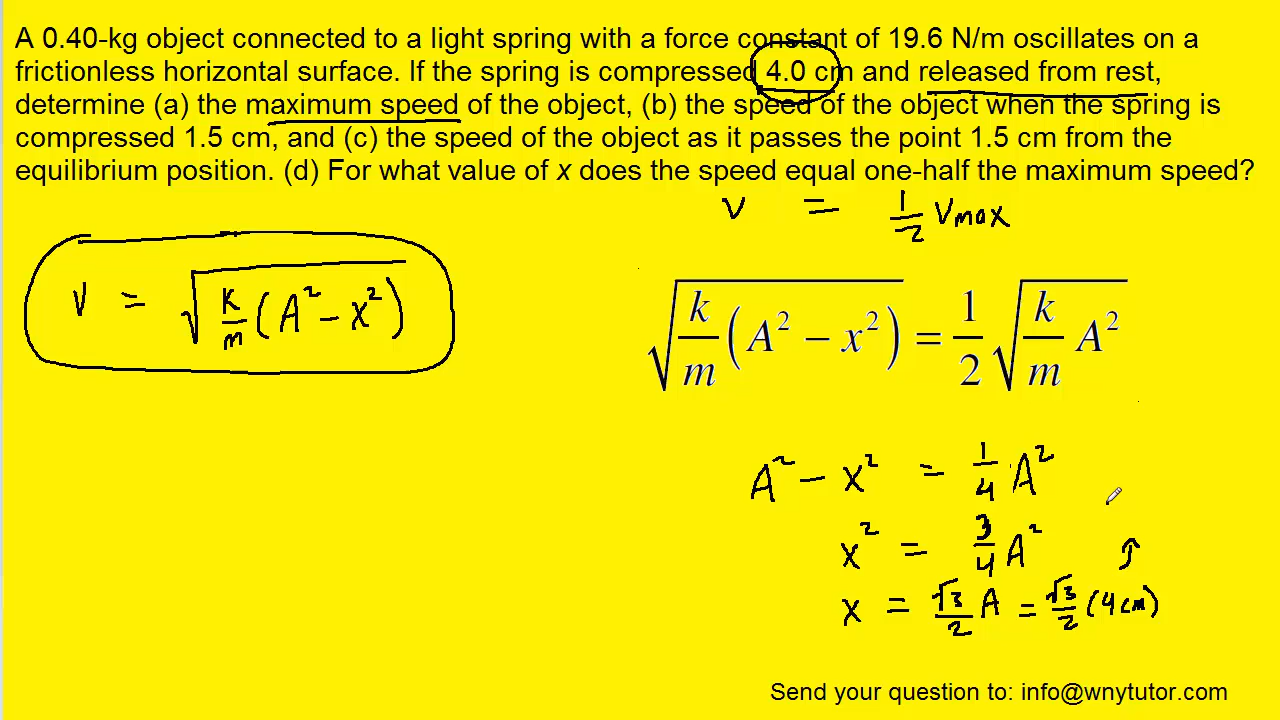 A 0.40-kg object connected to a light spring with a force constant of 19.6 N/m oscillates on a
frictionless horizontal surface. If the spring is compressed 4.0 cm and released from rest,
determine (a) the maximum speed of the object, (b) the speed of the object when the spring is
compressed 1.5 cm, and (c) the speed of the object as it passes the point 1.5 cm from the
equilibrium position. (d) For what value of x does the speed equal one-half the maximum speed?
v = 1/2 vmax
v = √(k/m (A² − x²))
√(k/m (A² − x²)) = 1/2 √(k/m A²)
A² − x² = 1/4 A²
x² = 3/4 A²
x = √3/2 A = √3/2 (4 cm)
Send your question to: info@wnytutor.com